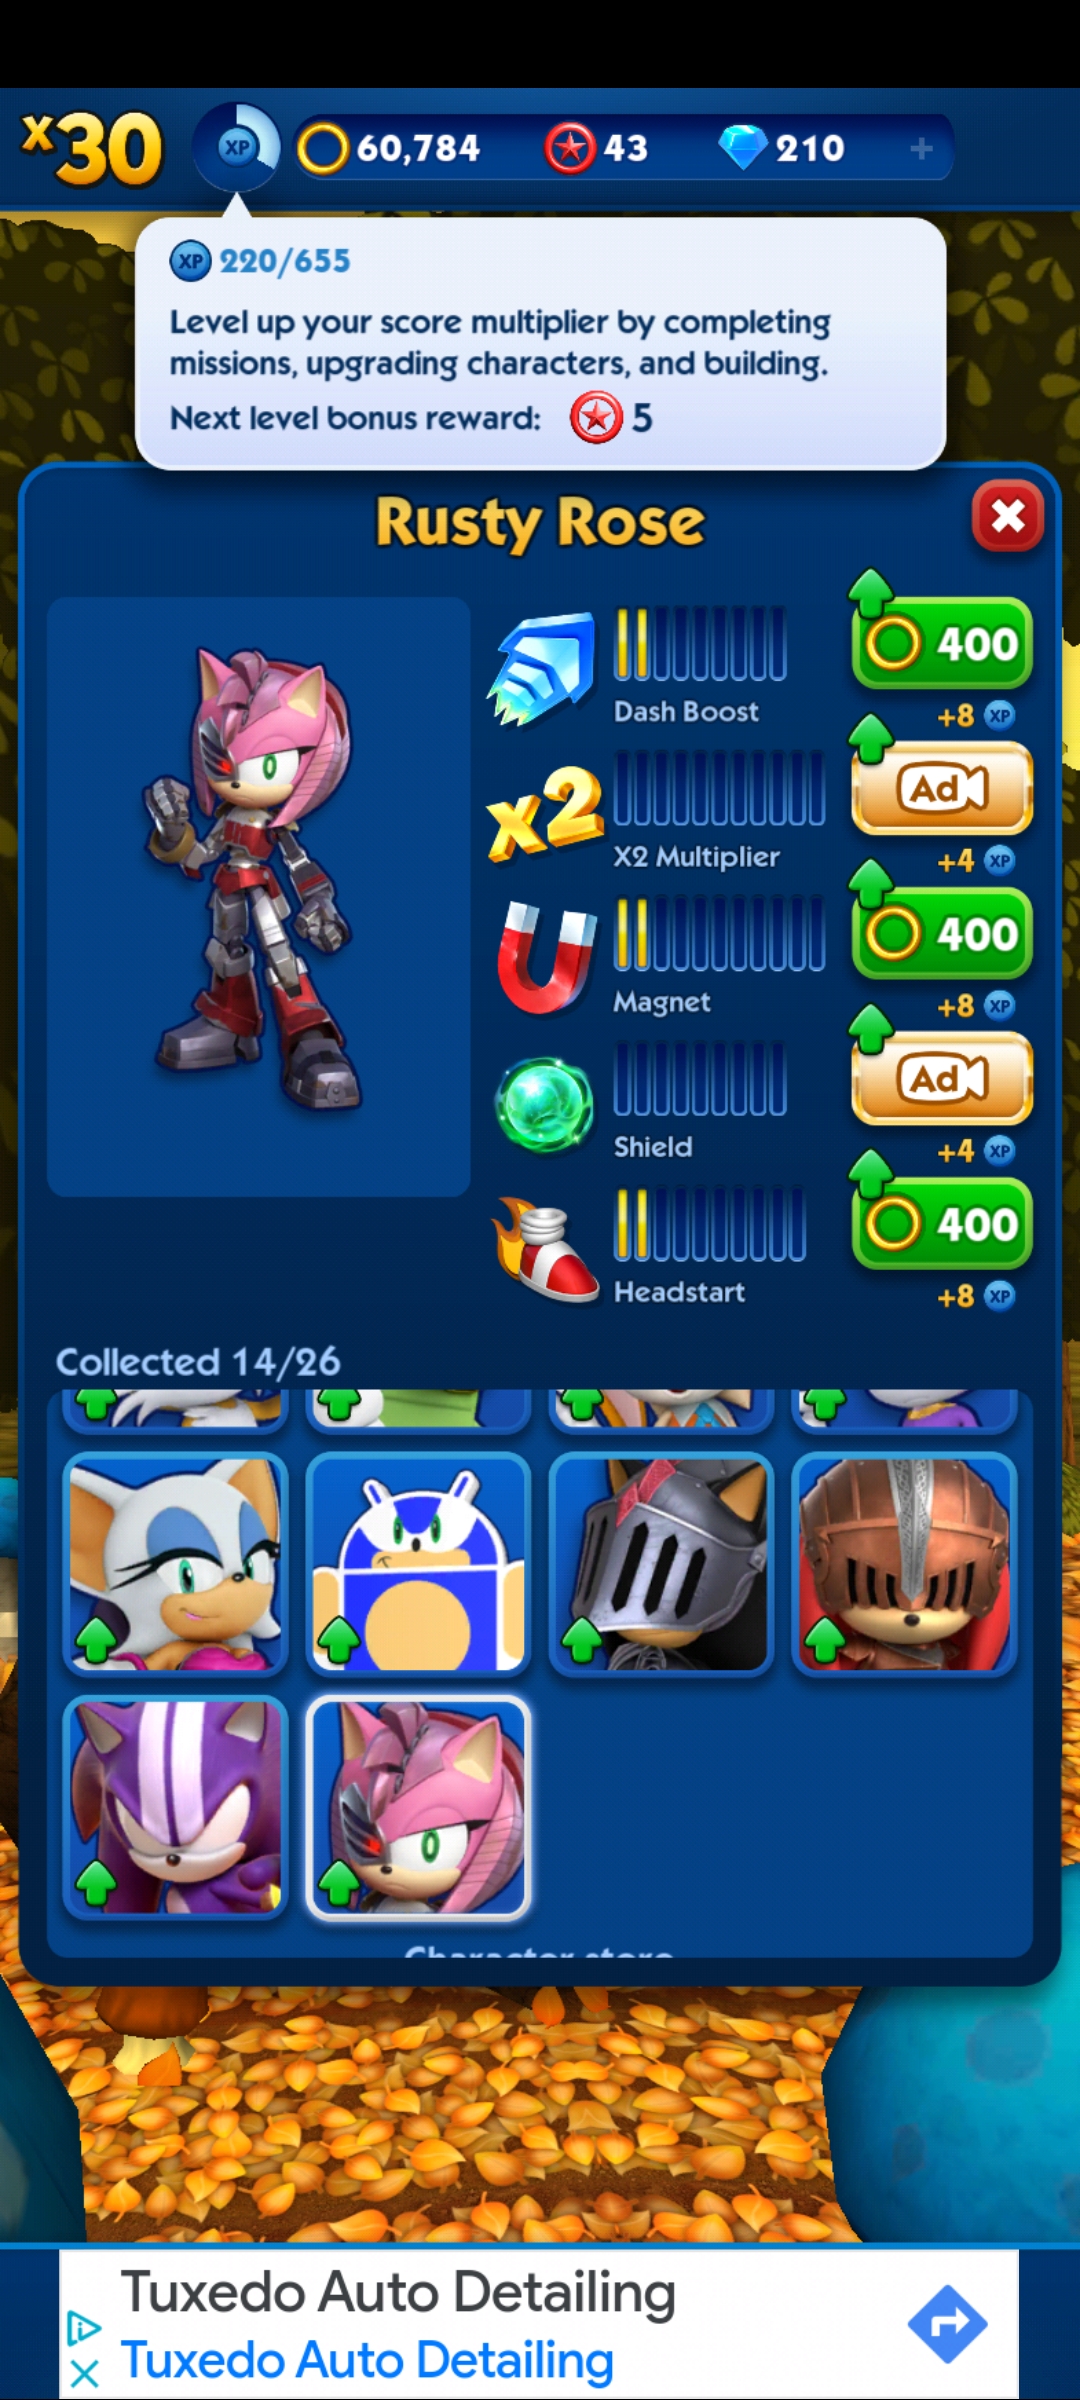 x30
XP
60,784
43
210
XP 220/655
Level up your score multiplier by completing
missions, upgrading characters, and building.
Next level bonus reward: 5
Rusty Rose
400
Dash Boost
+8 XP
x2
Ad
X2 Multiplier
+4 XP
400
Magnet
+8 XP
Ad
Shield
+4 XP
400
Headstart
+8 XP
Collected 14/26
Character store
Tuxedo Auto Detailing
Tuxedo Auto Detailing